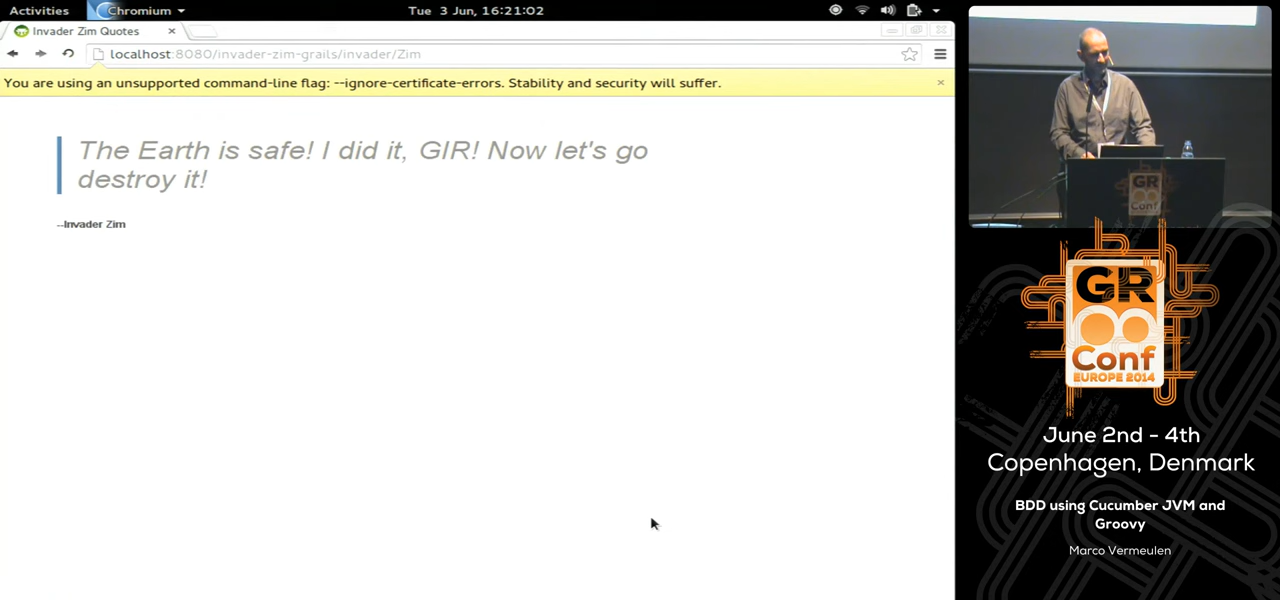 Activities Chromium Tue 3 Jun, 16:21:02
Invader Zim Quotes
localhost:8080/invader-zim-grails/invader/Zim
You are using an unsupported command-line flag: --ignore-certificate-errors. Stability and security will suffer.
The Earth is safe! I did it, GIR! Now let's go
destroy it!
--Invader Zim
GR
Conf
GR
Conf
EUROPE 2014
June 2nd - 4th
Copenhagen, Denmark
BDD using Cucumber JVM and
Groovy
Marco Vermeulen